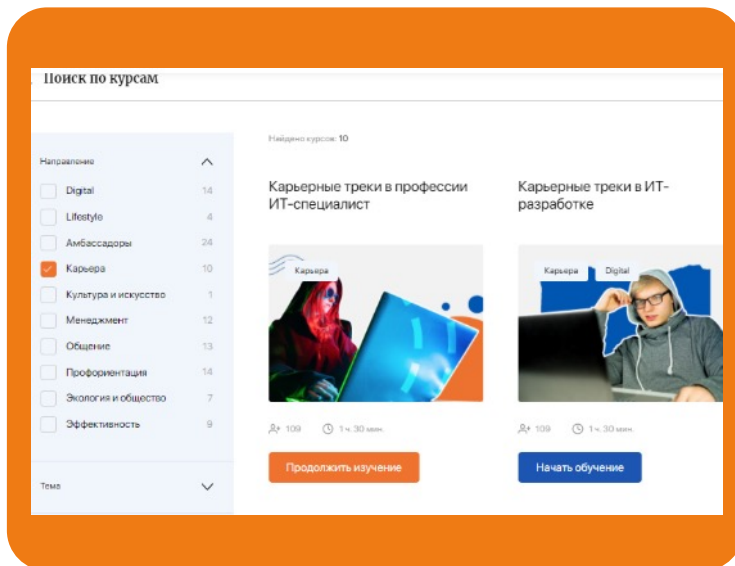 Поиск по курсам
Найдено курсов: 10
Направление
Digital 14
Lifestyle 4
Амбассадоры 24
Карьера 10
Культура и искусство 1
Менеджмент 12
Общение 13
Профориентация 14
Экология и общество 7
Эффективность 9
Тема
Карьерные треки в профессии
ИТ-специалист
Карьера
109 1 ч. 30 мин.
Продолжить изучение
Карьерные треки в ИТ-
разработке
Карьера Digital
109 1 ч. 30 мин.
Начать обучение